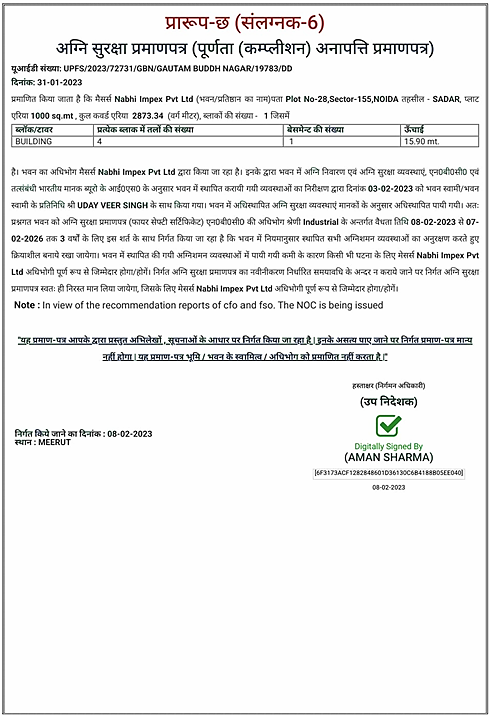 प्रारूप-छ (संलग्नक-6)
अग्नि सुरक्षा प्रमाणपत्र (पूर्णता (कम्प्लीशन) अनापत्ति प्रमाणपत्र)
यूआईडी संख्या: UPFS/2023/72731/GBN/GAUTAM BUDDH NAGAR/19783/DD
दिनांक: 31-01-2023
प्रमाणित किया जाता है कि मैसर्स Nabhi Impex Pvt Ltd (भवन/प्रतिष्ठान का नाम)पता Plot No-28,Sector-155,NOIDA तहसील - SADAR, प्लाट
एरिया 1000 sq.mt , कुल कवर्ड एरिया 2873.34 (वर्ग मीटर), ब्लाकों की संख्या - 1 जिसमें
ब्लॉक/टावर प्रत्येक ब्लाक में तलों की संख्या बेसमेन्ट की संख्या ऊँचाई
BUILDING 4 1 15.90 mt.
है। भवन का अधिभोग मैसर्स Nabhi Impex Pvt Ltd द्वारा किया जा रहा है। इनके द्वारा भवन में अग्नि निवारण एवं अग्नि सुरक्षा व्यवस्थाएं, एन0बी0सी0 एवं
तत्संबंधी भारतीय मानक ब्यूरो के आई0एस0 के अनुसार भवन में स्थापित करायी गयी व्यवस्थाओं का निरीक्षण द्वारा दिनांक 03-02-2023 को भवन स्वामी/भवन
स्वामी के प्रतिनिधि श्री UDAY VEER SINGH के साथ किया गया। भवन में अधिस्थापित अग्नि सुरक्षा व्यवस्थाएं मानकों के अनुसार अधिस्थापित पायी गयी। अतः
प्रश्नगत भवन को अग्नि सुरक्षा प्रमाणपत्र (फायर सेफ्टी सर्टिफिकेट) एन0बी0सी0 की अधिभोग श्रेणी Industrial के अन्तर्गत वैधता तिथि 08-02-2023 से 07-
02-2026 तक 3 वर्षों के लिए इस शर्त के साथ निर्गत किया जा रहा है कि भवन में नियमानुसार स्थापित सभी अग्निशमन व्यवस्थाओं का अनुरक्षण करते हुए
क्रियाशील बनाये रखा जायेगा। भवन में स्थापित की गयी अग्निशमन व्यवस्थाओं में पायी गयी कमी के कारण किसी भी घटना के लिए मेसर्स Nabhi Impex Pvt
Ltd अधिभोगी पूर्ण रूप से जिम्मेदार होगा/होगें। निर्गत अग्नि सुरक्षा प्रमाणपत्र का नवीनीकरण निर्धारित समयावधि के अन्दर न कराये जाने पर निर्गत अग्नि सुरक्षा
प्रमाणपत्र स्वतः ही निरस्त मान लिया जायेगा, जिसके लिए मेसर्स Nabhi Impex Pvt Ltd अधिभोगी पूर्ण रूप से जिम्मेदार होगा/होगें।
Note : In view of the recommendation reports of cfo and fso. The NOC is being issued
"यह प्रमाण-पत्र आपके द्वारा प्रस्तुत अभिलेखों , सूचनाओं के आधार पर निर्गत किया जा रहा है | इनके असत्य पाए जाने पर निर्गत प्रमाण-पत्र मान्य
नहीं होगा | यह प्रमाण-पत्र भूमि / भवन के स्वामित्व / अधिभोग को प्रमाणित नहीं करता है |"
हस्ताक्षर (निर्गमन अधिकारी)
(उप निदेशक)
Digitally Signed By
(AMAN SHARMA)
[6F3173ACF1282848601D36130C6B4188B05EE040]
08-02-2023
निर्गत किये जाने का दिनांक : 08-02-2023
स्थान : MEERUT